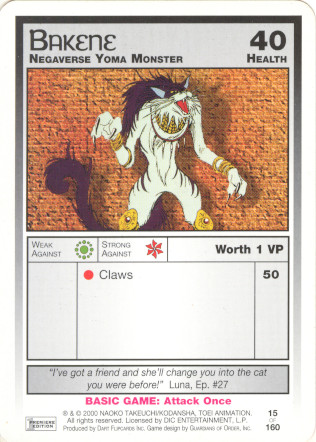 BAKENE
40
NEGAVERSE YOMA MONSTER
HEALTH
WEAK AGAINST
STRONG AGAINST
Worth 1 VP
Claws
50
"I've got a friend and she'll change you into the cat
you were before!" Luna, Ep. #27
BASIC GAME: Attack Once
PREMIERE EDITION
® & © 2000 NAOKO TAKEUCHI/KODANSHA, TOEI ANIMATION.
All rights reserved. Licensed by DIC ENTERTAINMENT, L.P.
Produced by DART FLIPCARDS INC. Game design by GUARDIANS OF ORDER, INC.
15
of
160